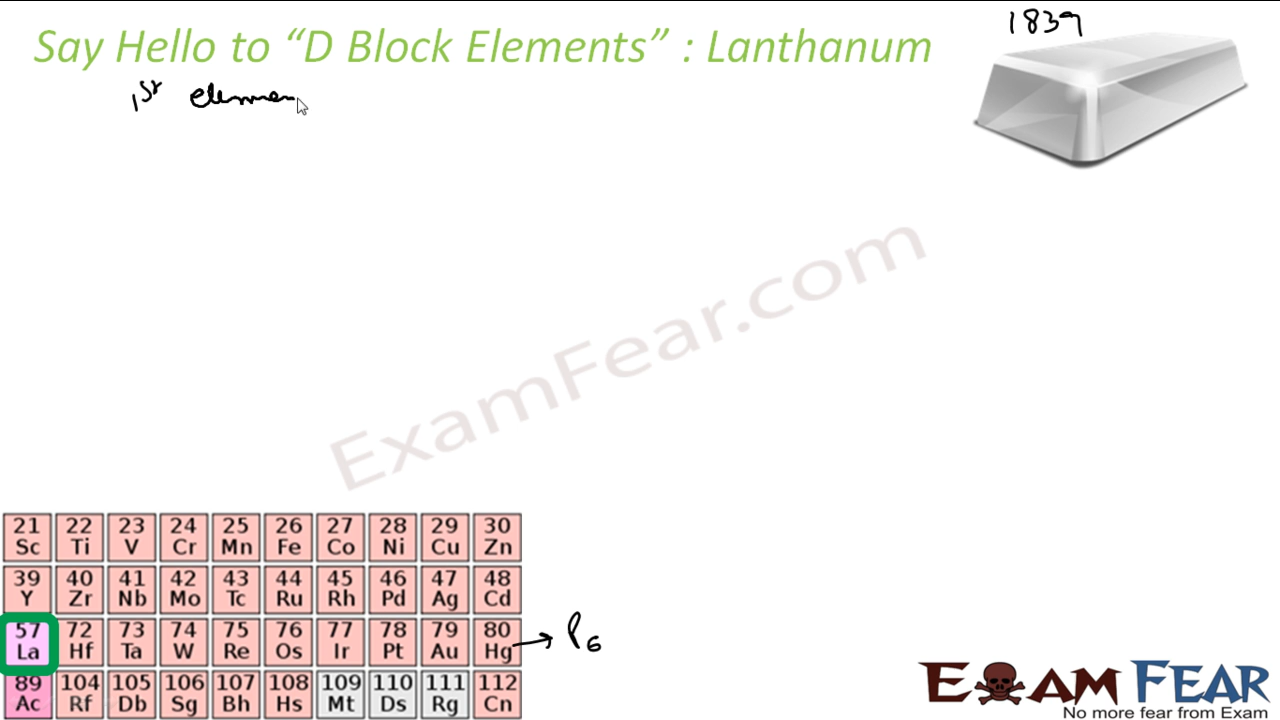 1839
Say Hello to “D Block Elements” : Lanthanum
1st elemen
ExamFear.com
21 22 23 24 25 26 27 28 29 30
Sc Ti V Cr Mn Fe Co Ni Cu Zn
39 40 41 42 43 44 45 46 47 48
Y Zr Nb Mo Tc Ru Rh Pd Ag Cd
57 72 73 74 75 76 77 78 79 80
La Hf Ta W Re Os Ir Pt Au Hg
P6
89 104 105 106 107 108 109 110 111 112
Ac Rf Db Sg Bh Hs Mt Ds Rg Cn
EXAM FEAR
No more fear from Exam